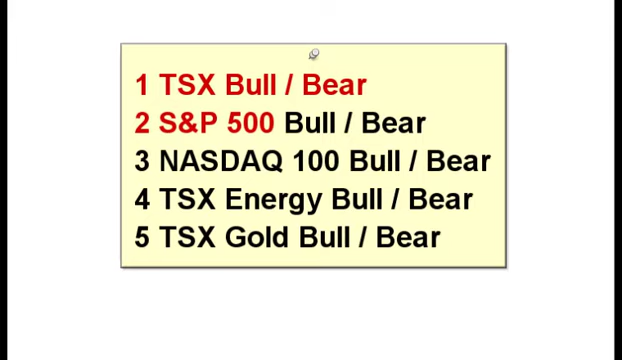 1 TSX Bull / Bear
2 S&P 500 Bull / Bear
3 NASDAQ 100 Bull / Bear
4 TSX Energy Bull / Bear
5 TSX Gold Bull / Bear